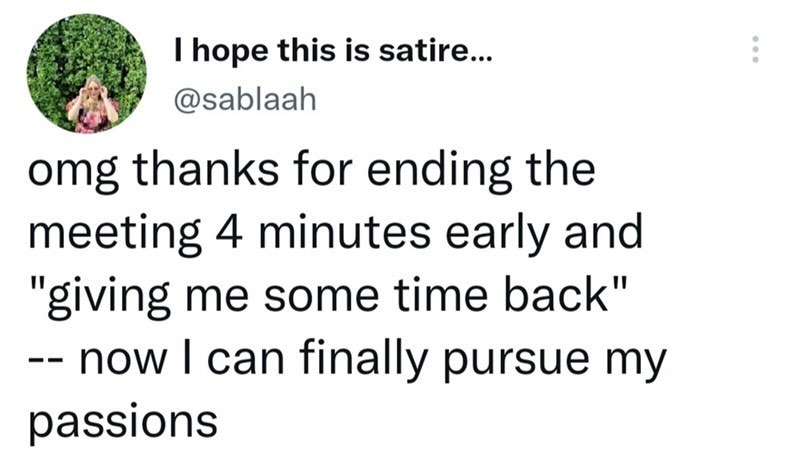 I hope this is satire...
@sablaah
omg thanks for ending the
meeting 4 minutes early and
"giving me some time back"
-- now I can finally pursue my
passions